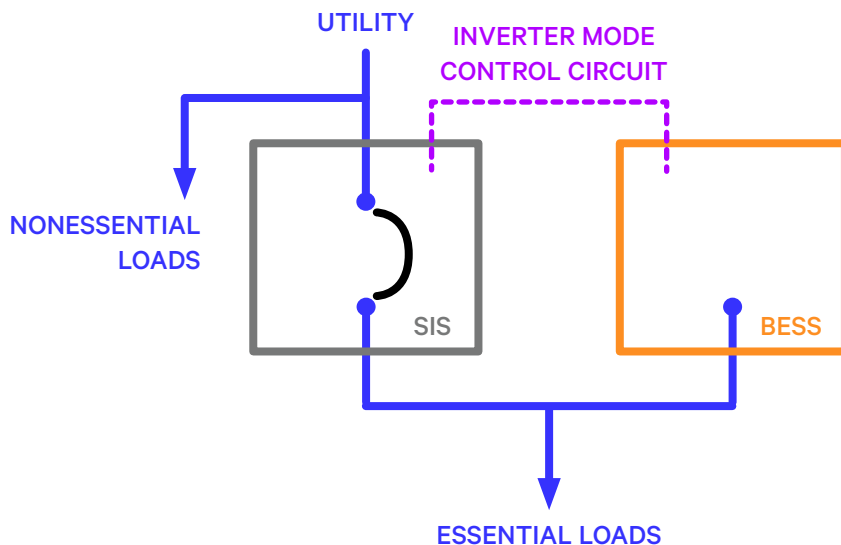 UTILITY
INVERTER MODE
CONTROL CIRCUIT
NONESSENTIAL
LOADS
SIS
BESS
ESSENTIAL LOADS